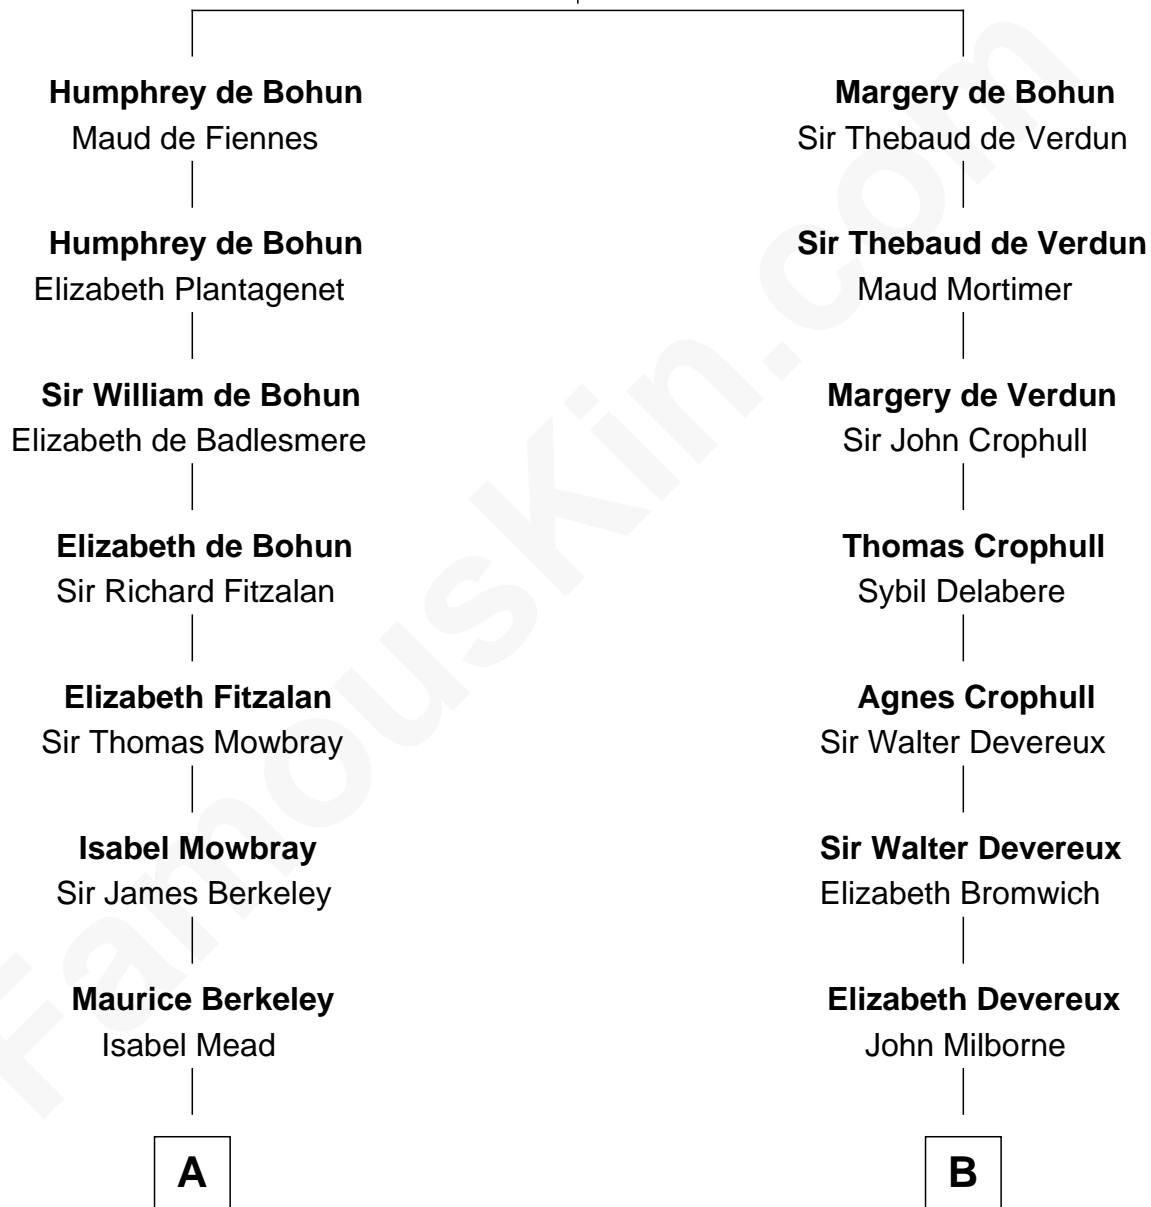 Humphrey de Bohun
Maud de Fiennes
Humphrey de Bohun
Elizabeth Plantagenet
Sir William de Bohun
Elizabeth de Badlesmere
Elizabeth de Bohun
Sir Richard Fitzalan
Elizabeth Fitzalan
Sir Thomas Mowbray
Isabel Mowbray
Sir James Berkeley
Maurice Berkeley
Isabel Mead
A
Margery de Bohun
Sir Thebaud de Verdun
Sir Thebaud de Verdun
Maud Mortimer
Margery de Verdun
Sir John Crophull
Thomas Crophull
Sybil Delabere
Agnes Crophull
Sir Walter Devereux
Sir Walter Devereux
Elizabeth Bromwich
Elizabeth Devereux
John Milborne
B
FamousKin.com